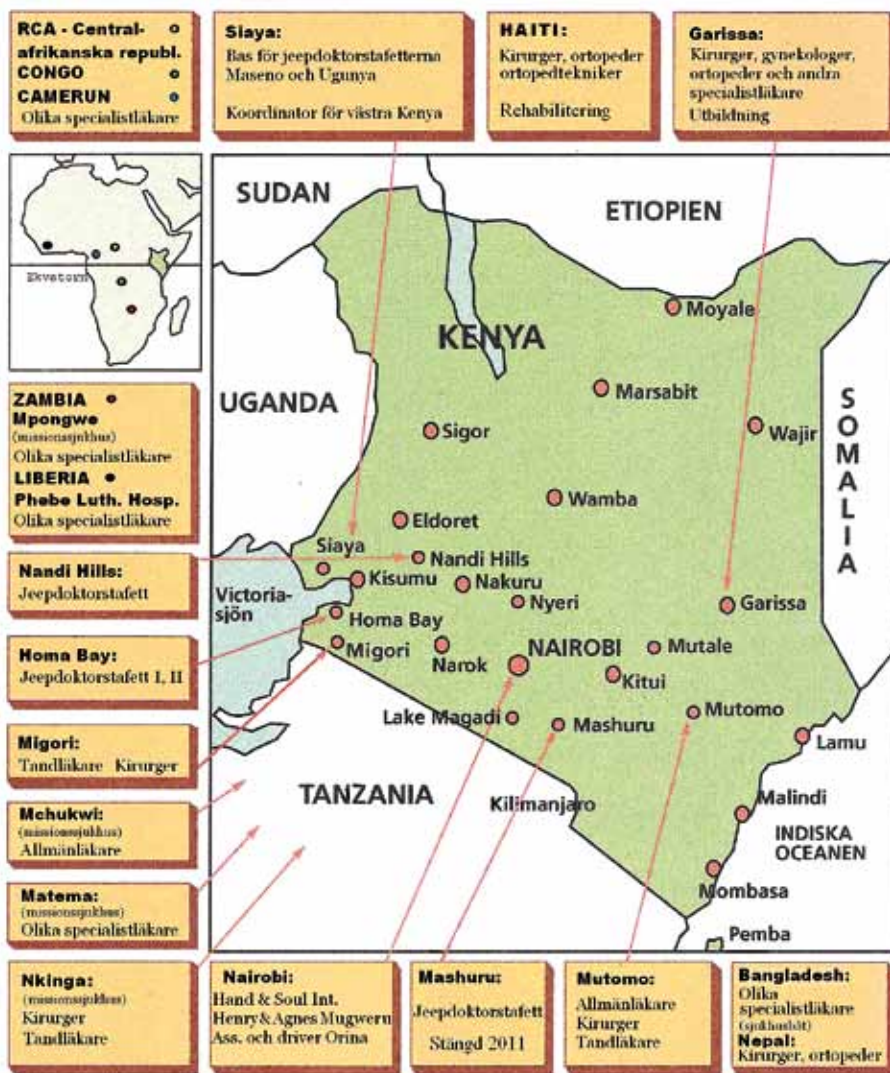 RCA - Central-
afrikanska republ.
CONGO
CAMERUN
Olika specialistläkare
Siaya:
Bas för jeepdoktorstafetterna
Maseno och Ugunya
Koordinator för västra Kenya
HAITI:
Kirurger, ortopeder
ortopedtekniker
Rehabilitering
Garissa:
Kirurger, gynekologer,
ortopeder och andra
specialistläkare
Utbildning
Ekvatorn
ZAMBIA
Mpongwe
(missionssjukhus)
Olika specialistläkare
LIBERIA
Phebe Luth. Hosp.
Olika specialistläkare
Nandi Hills:
Jeepdoktorstafett
Homa Bay:
Jeepdoktorstafett I, II
Migori:
Tandläkare Kirurger
Mchukwi:
(missionssjukhus)
Allmänläkare
Matema:
(missionssjukhus)
Olika specialistläkare
SUDAN
ETIOPIEN
KENYA
Moyale
UGANDA
Marsabit
SOMALIA
Sigor
Wajir
Wamba
Eldoret
Siaya
Nandi Hills
Kisumu
Nakuru
Victoria-
sjön
Nyeri
Garissa
Homa Bay
Migori
Narok
NAIROBI
Mutale
Kitui
Lake Magadi
Mashuru
Mutomo
Lamu
TANZANIA
Kilimanjaro
Malindi
INDISKA
OCEANEN
Mombasa
Pemba
Nkinga:
(missionssjukhus)
Kirurger
Tandläkare
Nairobi:
Hand & Soul Int.
Henry & Agnes Mugweru
Ass. och driver Orina
Mashuru:
Jeepdoktorstafett
Stängd 2011
Mutomo:
Allmänläkare
Kirurger
Tandläkare
Bangladesh:
Olika
specialistläkare
(sjukhusbåt)
Nepal:
Kirurger, ortopeder